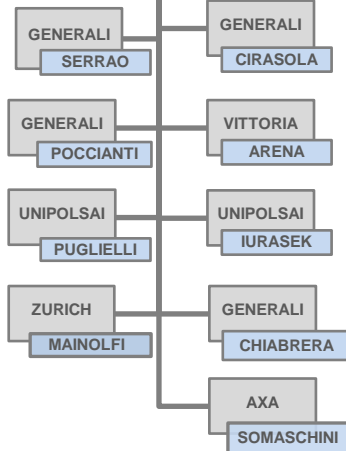 GENERALI
SERRAO
GENERALI
CIRASOLA
GENERALI
POCCIANTI
VITTORIA
ARENA
UNIPOLSAI
PUGLIELLI
UNIPOLSAI
IURASEK
ZURICH
MAINOLFI
GENERALI
CHIABRERA
AXA
SOMASCHINI